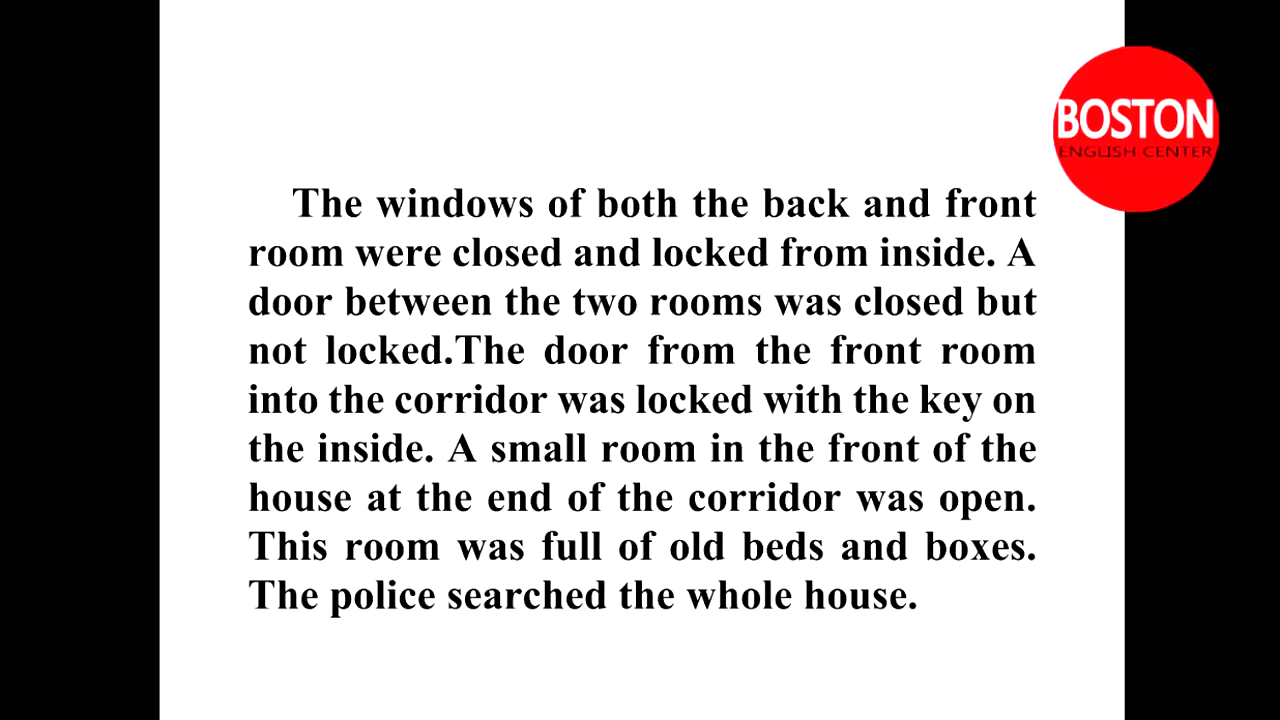 BOSTON
ENGLISH CENTER
The windows of both the back and front
room were closed and locked from inside. A
door between the two rooms was closed but
not locked.The door from the front room
into the corridor was locked with the key on
the inside. A small room in the front of the
house at the end of the corridor was open.
This room was full of old beds and boxes.
The police searched the whole house.